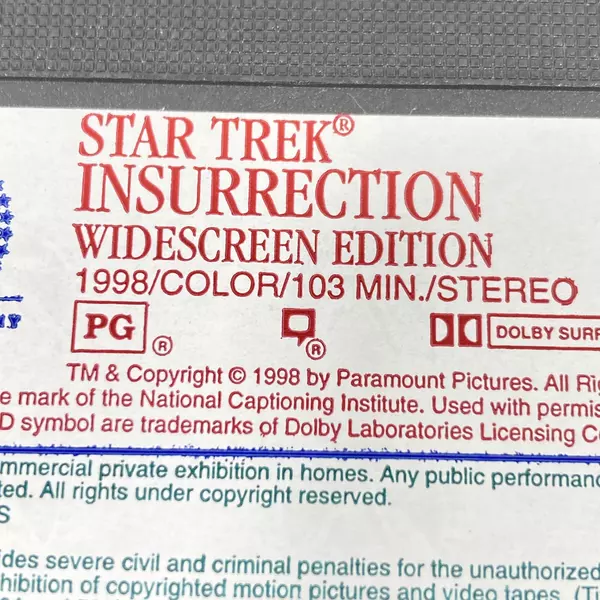 STAR TREK®
INSURRECTION
WIDESCREEN EDITION
1998/COLOR/103 MIN./STEREO
PG ® ® DOLBY SURR
TM & Copyright © 1998 by Paramount Pictures. All Rig
e mark of the National Captioning Institute. Used with permis
D symbol are trademarks of Dolby Laboratories Licensing Co
mmercial private exhibition in homes. Any public performanc
ted. All rights under copyright reserved.
S
ides severe civil and criminal penalties for the unauthorized
hibition of copyrighted motion pictures and video tapes. (Ti